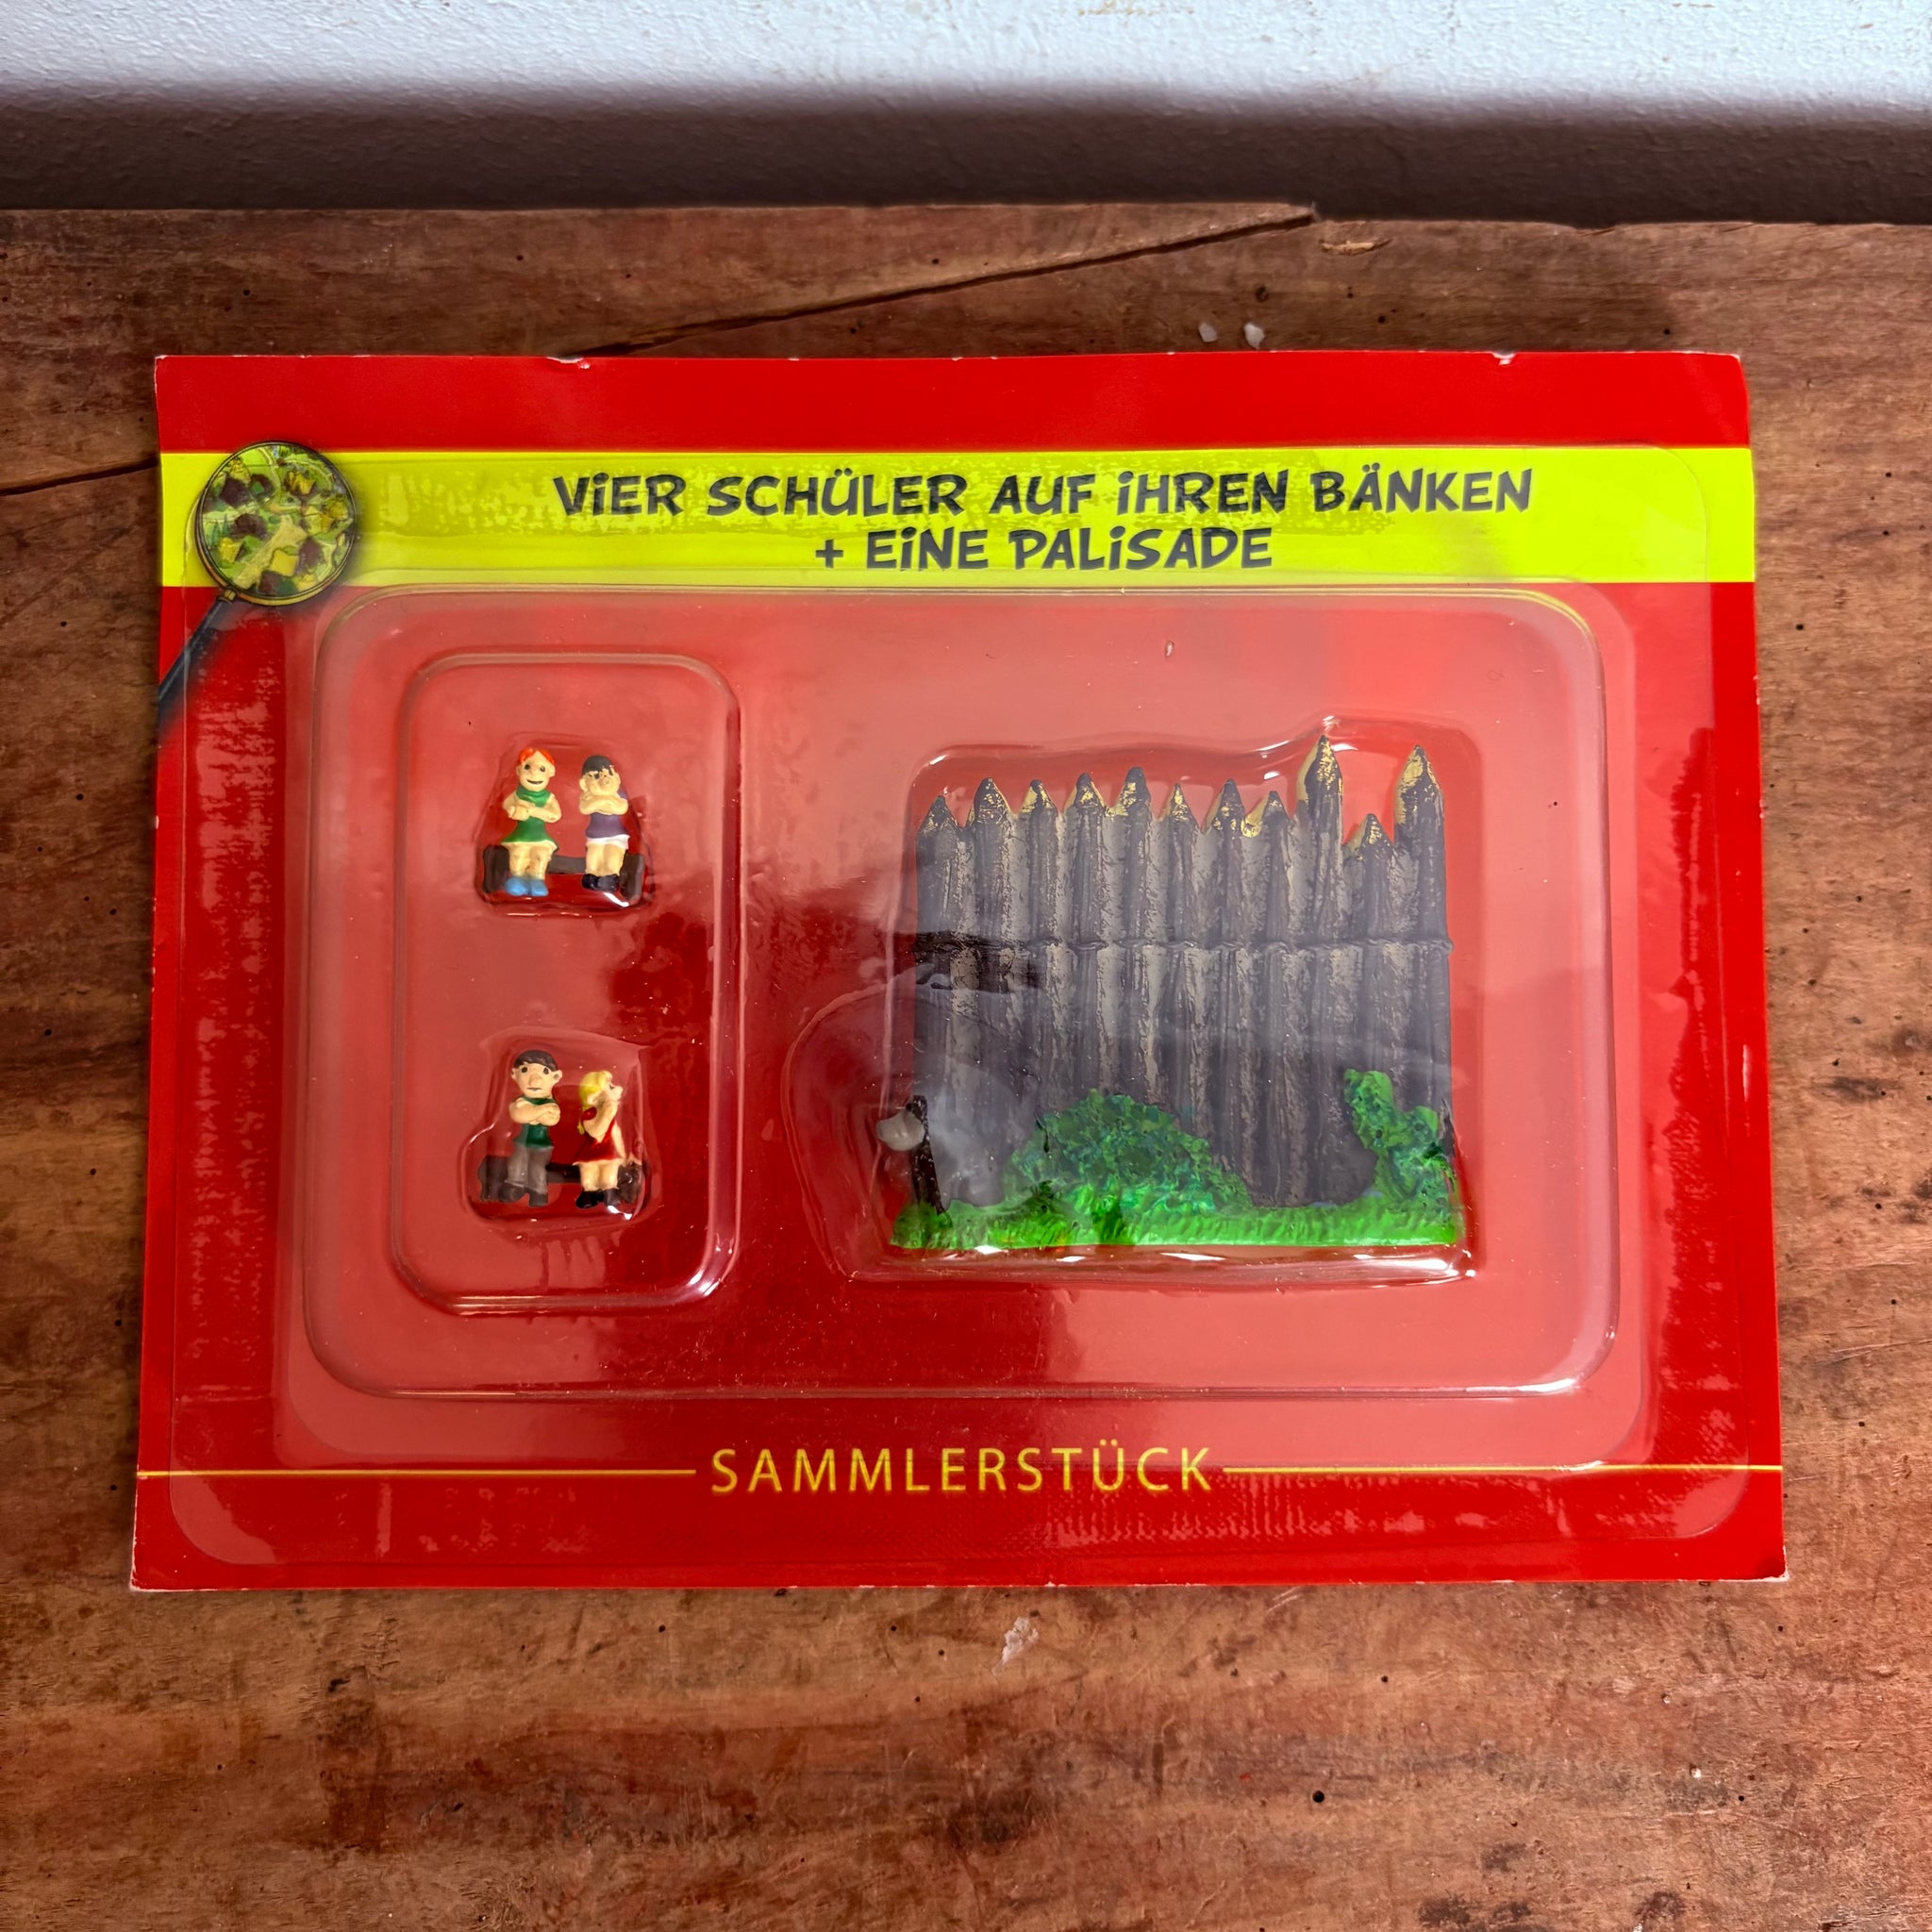 ViER SCHÜLER AUF iHREN BÄNKEN
+ EiNE PALiSADE
SAMMLERSTÜCK